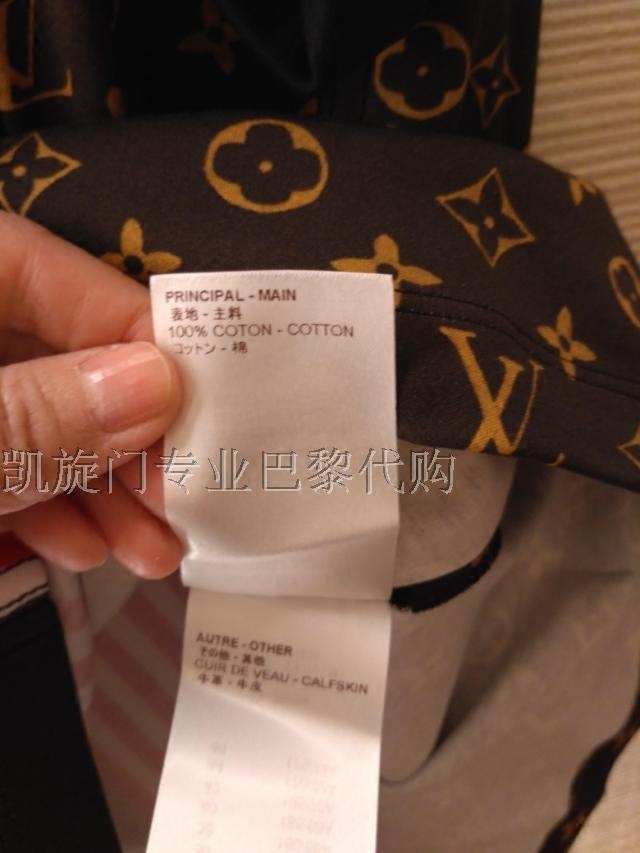 PRINCIPAL - MAIN
表地 - 主料
100% COTON - COTTON
コットン - 棉
凯旋门专业巴黎代购
AUTRE - OTHER
その他 - 其他
CUIR DE VEAU - CALFSKIN
牛革 - 牛皮